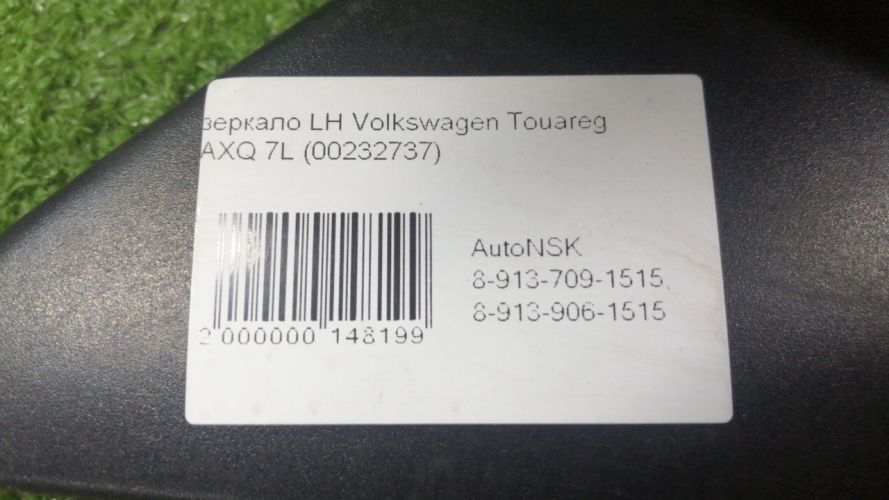 зеркало LH Volkswagen Touareg
AXQ 7L (00232737)
AutoNSK
8-913-709-1515,
8-913-906-1515
2 000000 148199